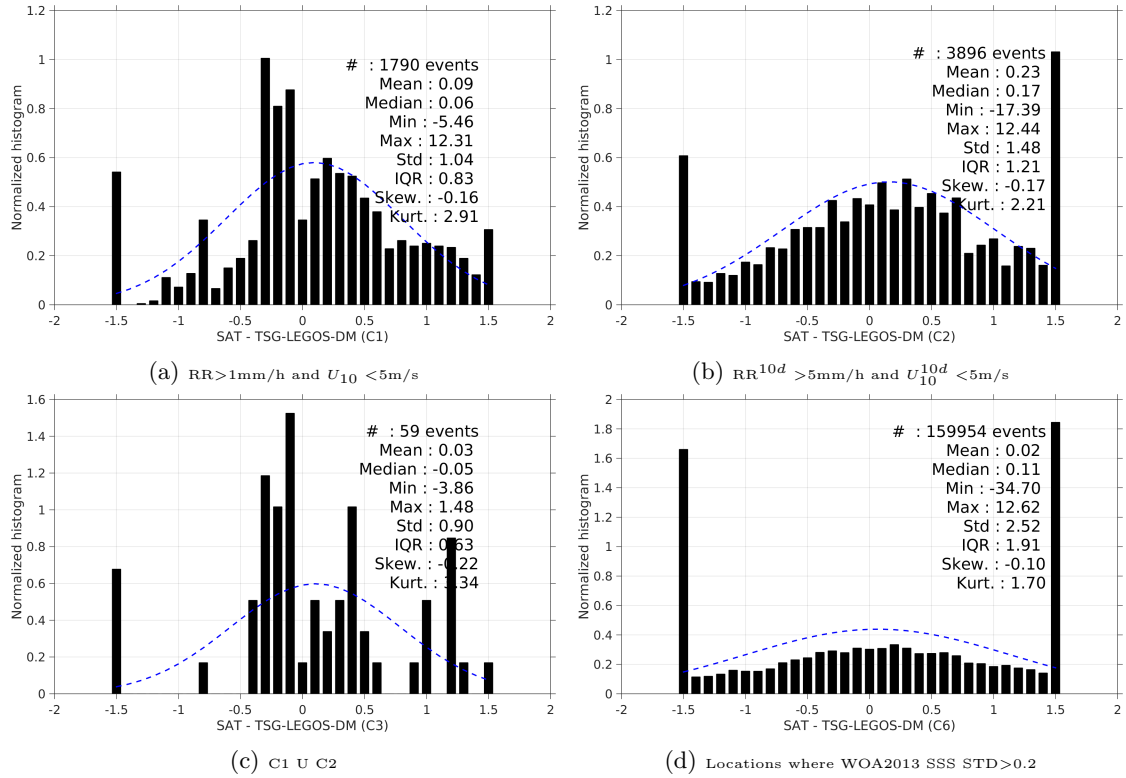 1.2
1
0.8
0.6
0.4
0.2
0
Normalized histogram
# : 1790 events
Mean : 0.09
Median : 0.06
Min : -5.46
Max : 12.31
Std : 1.04
IQR : 0.83
Skew. : -0.16
Kurt. : 2.91
-2 -1.5 -1 -0.5 0 0.5 1 1.5 2
SAT - TSG-LEGOS-DM (C1)
(a) RR>1mm/h and U10 <5m/s
1.2
1
0.8
0.6
0.4
0.2
0
Normalized histogram
# : 3896 events
Mean : 0.23
Median : 0.17
Min : -17.39
Max : 12.44
Std : 1.48
IQR : 1.21
Skew. : -0.17
Kurt. : 2.21
-2 -1.5 -1 -0.5 0 0.5 1 1.5 2
SAT - TSG-LEGOS-DM (C2)
(b) RR^10d >5mm/h and U10^10d <5m/s
1.6
1.4
1.2
1
0.8
0.6
0.4
0.2
0
Normalized histogram
# : 59 events
Mean : 0.03
Median : -0.05
Min : -3.86
Max : 1.48
Std : 0.90
IQR : 0.63
Skew. : -0.22
Kurt. : .34
-2 -1.5 -1 -0.5 0 0.5 1 1.5 2
SAT - TSG-LEGOS-DM (C3)
(c) C1 U C2
2
1.8
1.6
1.4
1.2
1
0.8
0.6
0.4
0.2
0
Normalized histogram
# : 159954 events
Mean : 0.02
Median : 0.11
Min : -34.70
Max : 12.62
Std : 2.52
IQR : 1.91
Skew. : -0.10
Kurt. : 1.70
-2 -1.5 -1 -0.5 0 0.5 1 1.5 2
SAT - TSG-LEGOS-DM (C6)
(d) Locations where WOA2013 SSS STD>0.2